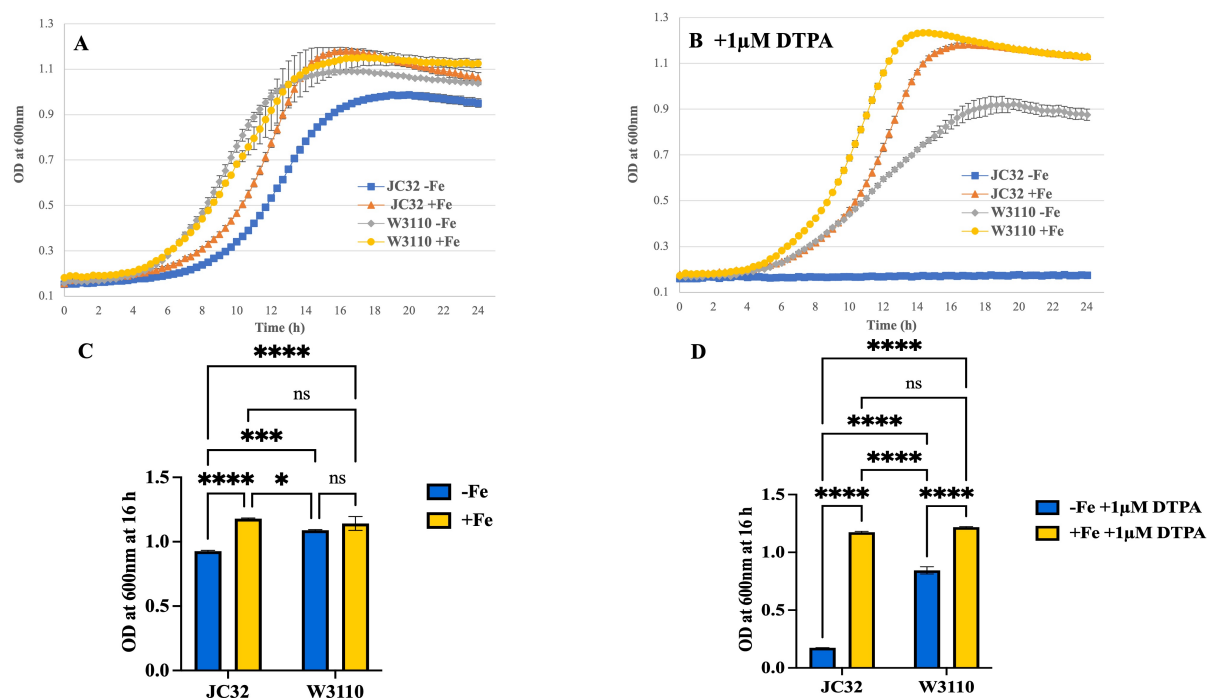 A
OD at 600nm
1.3
1.1
0.9
0.7
0.5
0.3
0.1
JC32 -Fe
JC32 +Fe
W3110 -Fe
W3110 +Fe
0 2 4 6 8 10 12 14 16 18 20 22 24
Time (h)
B +1µM DTPA
OD at 600nm
1.3
1.1
0.9
0.7
0.5
0.3
0.1
JC32 -Fe
JC32 +Fe
W3110 -Fe
W3110 +Fe
0 2 4 6 8 10 12 14 16 18 20 22 24
Time (h)
C
****
ns
***
**** * ns
OD at 600nm at 16 h
1.5
1.0
0.5
0.0
JC32 W3110
-Fe
+Fe
D
****
ns
****
****
**** ****
OD at 600nm at 16 h
1.5
1.0
0.5
0.0
JC32 W3110
-Fe +1µM DTPA
+Fe +1µM DTPA